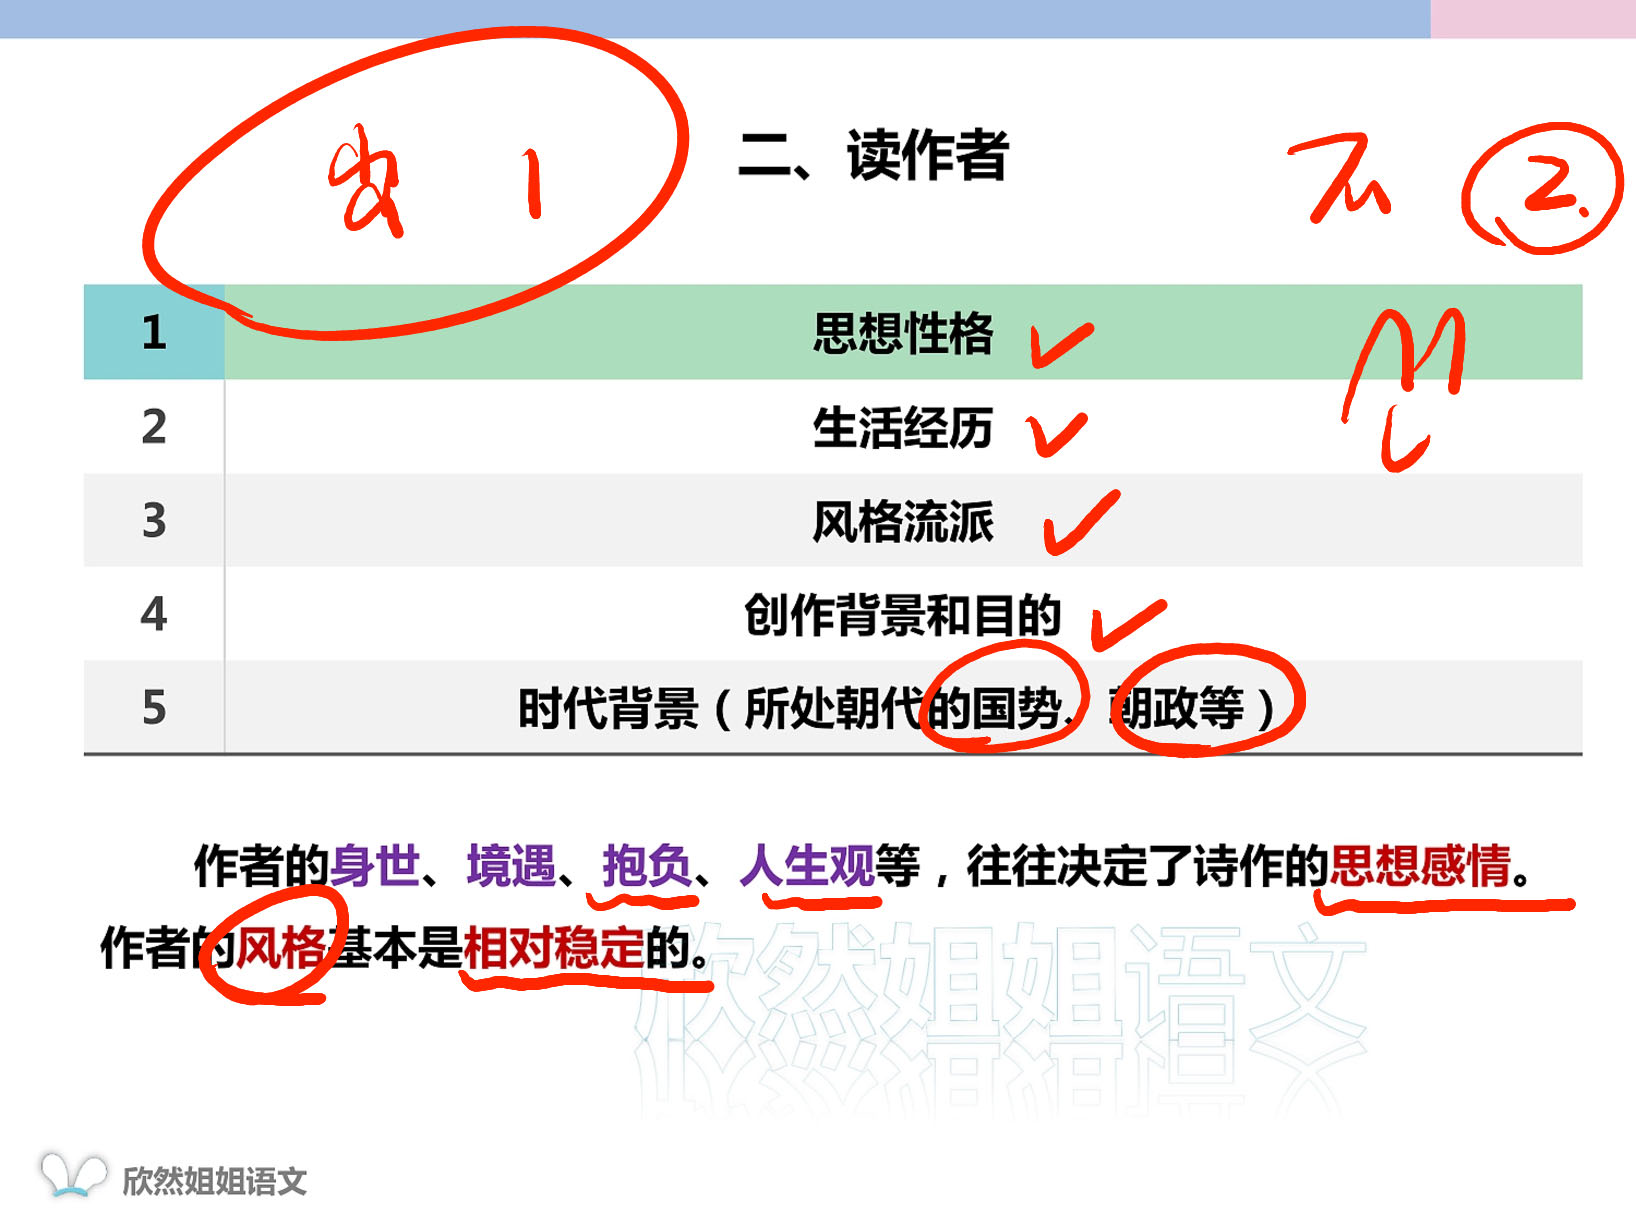 二、读作者
1
2.
1 思想性格
2 生活经历
3 风格流派
4 创作背景和目的
5 时代背景（所处朝代的国势、朝政等）
作者的身世、境遇、抱负、人生观等，往往决定了诗作的思想感情。
作者的风格基本是相对稳定的。
欣然姐姐语文
欣然姐姐语文